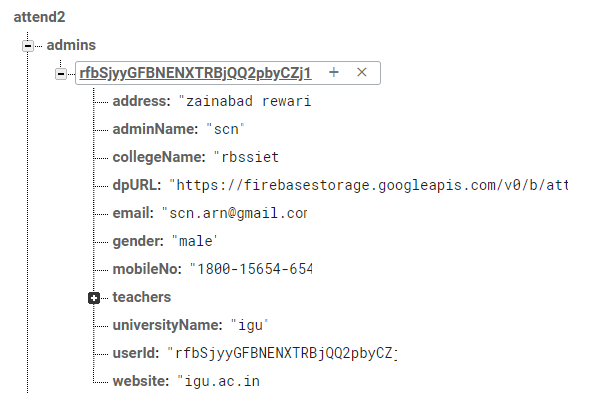 attend2
admins
rfbSjyyGFBNENXTRBjQQ2pbyCZj1 + ×
address: "zainabad rewari
adminName: "scn"
collegeName: "rbssiet
dpURL: "https://firebasestorage.googleapis.com/v0/b/att
email: "scn.arn@gmail.com
gender: "male'
mobileNo: "1800-15654-654
teachers
universityName: "igu"
userId: "rfbSjyyGFBNENXTRBjQQ2pbyCZj
website: "igu.ac.in